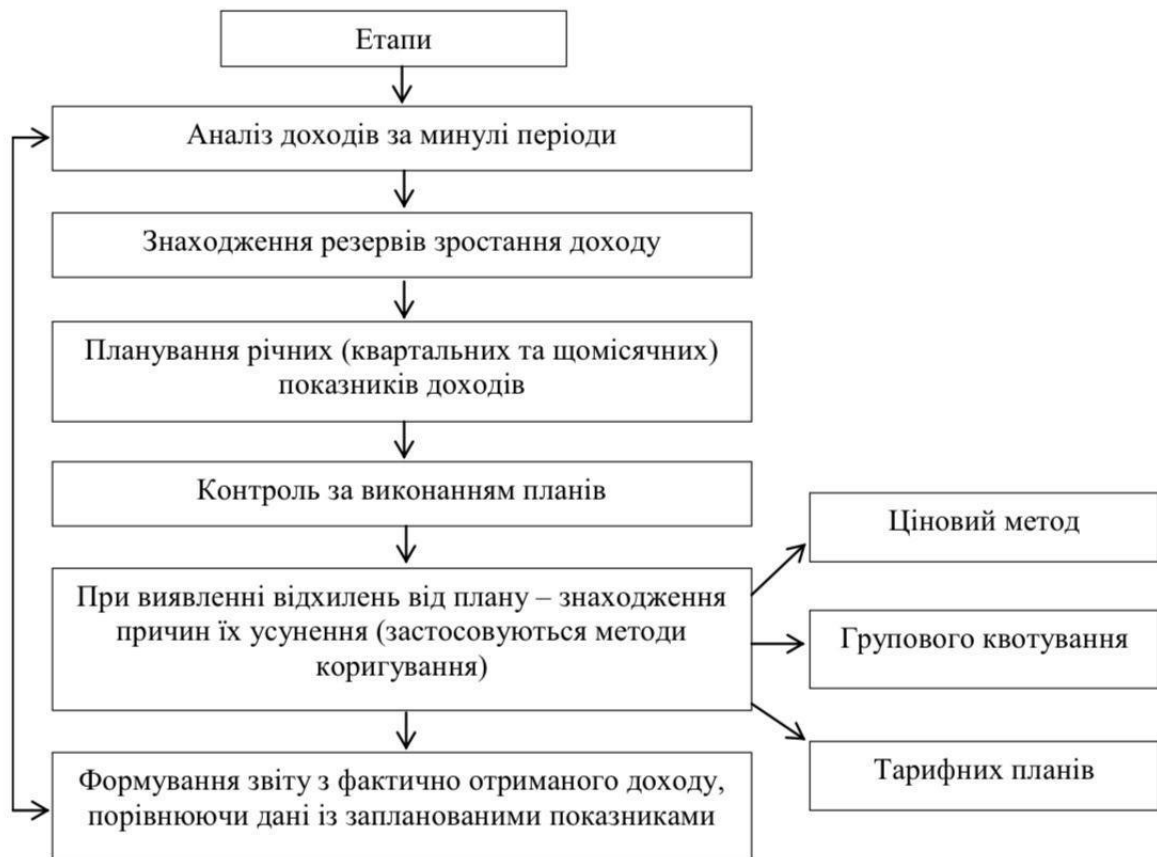 Етапи
Аналіз доходів за минулі періоди
Знаходження резервів зростання доходу
Планування річних (квартальних та щомісячних)
показників доходів
Контроль за виконанням планів
При виявленні відхилень від плану – знаходження
причин їх усунення (застосовуються методи
коригування)
Ціновий метод
Групового квотування
Тарифних планів
Формування звіту з фактично отриманого доходу,
порівнюючи дані із запланованими показниками